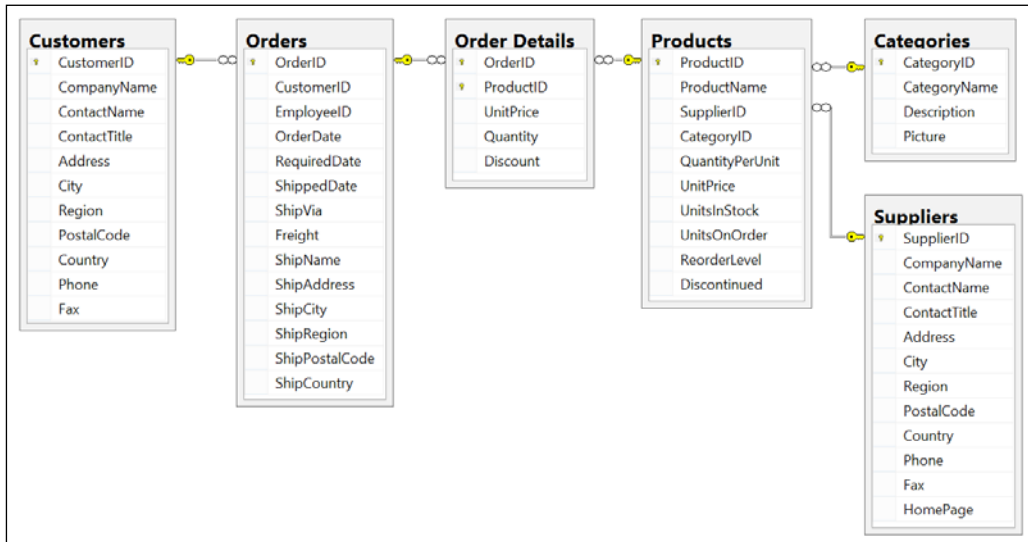 Customers
CustomerID
CompanyName
ContactName
ContactTitle
Address
City
Region
PostalCode
Country
Phone
Fax
Orders
OrderID
CustomerID
EmployeeID
OrderDate
RequiredDate
ShippedDate
ShipVia
Freight
ShipName
ShipAddress
ShipCity
ShipRegion
ShipPostalCode
ShipCountry
Order Details
OrderID
ProductID
UnitPrice
Quantity
Discount
Products
ProductID
ProductName
SupplierID
CategoryID
QuantityPerUnit
UnitPrice
UnitsInStock
UnitsOnOrder
ReorderLevel
Discontinued
Categories
CategoryID
CategoryName
Description
Picture
Suppliers
SupplierID
CompanyName
ContactName
ContactTitle
Address
City
Region
PostalCode
Country
Phone
Fax
HomePage